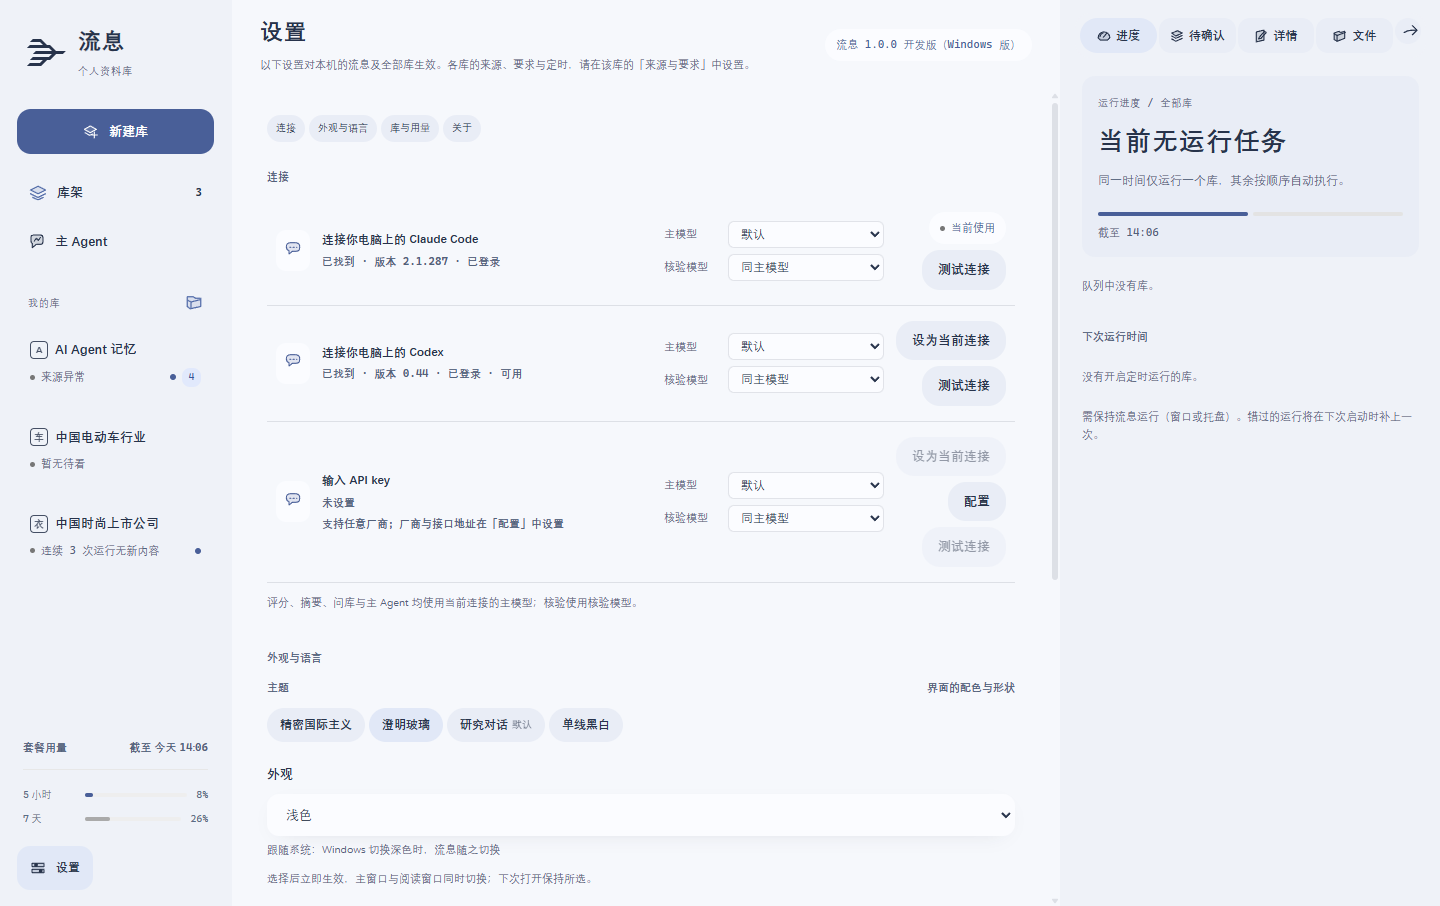 流息
个人资料库
新建库
库架 3
主 Agent
我的库
A AI Agent 记忆
来源异常 4
车 中国电动车行业
暂无待看
衣 中国时尚上市公司
连续 3 次运行无新内容
套餐用量 截至 今天 14:06
5 小时 8%
7 天 26%
设置
设置
以下设置对本机的流息及全部库生效。各库的来源、要求与定时，请在该库的「来源与要求」中设置。
流息 1.0.0 开发版（Windows 版）
连接 外观与语言 库与用量 关于
连接
连接你电脑上的 Claude Code
已找到 · 版本 2.1.287 · 已登录
主模型 默认
核验模型 同主模型
当前使用
测试连接
连接你电脑上的 Codex
已找到 · 版本 0.44 · 已登录 · 可用
主模型 默认
核验模型 同主模型
设为当前连接
测试连接
输入 API key
未设置
支持任意厂商；厂商与接口地址在「配置」中设置
主模型 默认
核验模型 同主模型
设为当前连接
配置
测试连接
评分、摘要、问库与主 Agent 均使用当前连接的主模型；核验使用核验模型。
外观与语言
主题 界面的配色与形状
精密国际主义 澄明玻璃 研究对话 默认 单线黑白
外观
浅色
跟随系统：Windows 切换深色时，流息随之切换
选择后立即生效，主窗口与阅读窗口同时切换；下次打开保持所选。
进度 待确认 详情 文件
运行进度 / 全部库
当前无运行任务
同一时间仅运行一个库，其余按顺序自动执行。
截至 14:06
队列中没有库。
下次运行时间
没有开启定时运行的库。
需保持流息运行（窗口或托盘）。错过的运行将在下次启动时补上一
次。